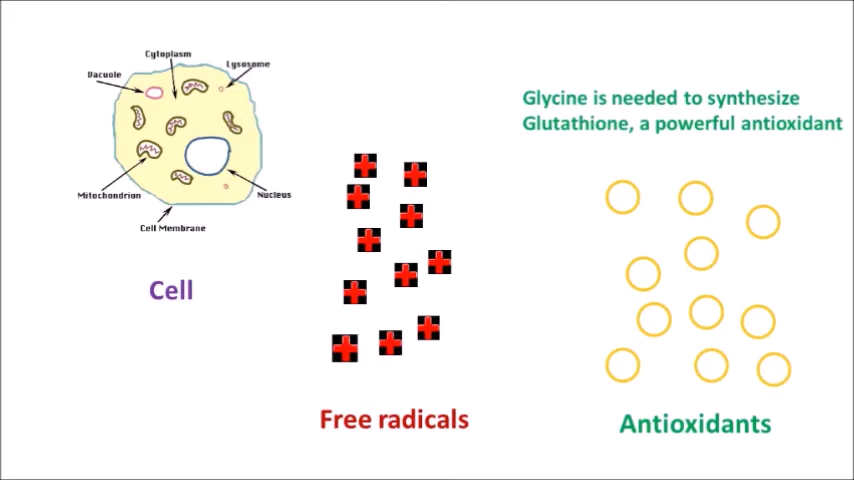 Cytoplasm
Lysosome
Dacuole
Glycine is needed to synthesize
Glutathione, a powerful antioxidant
Mitochondrion
Nucleus
Cell Membrane
Cell
Free radicals
Antioxidants